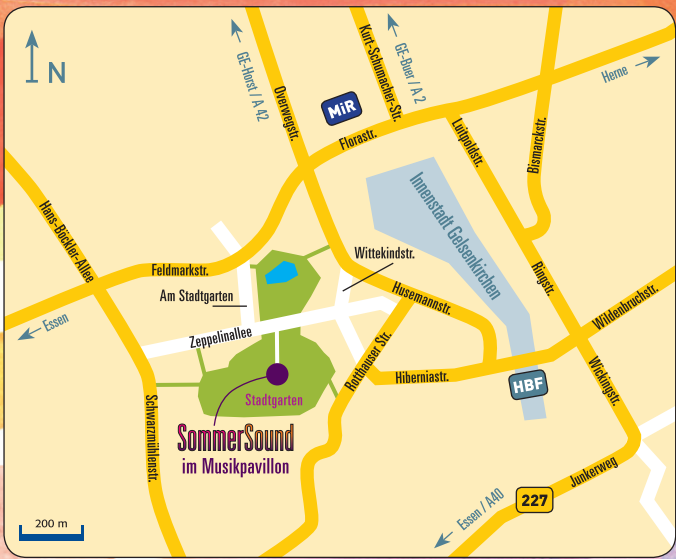 N
GE-Horst / A 42
Overwegstr.
Kurt-Schumacher-Str.
GE-Buer / A 2
Herne
MiR
Florastr.
Luitpoldstr.
Bismarckstr.
Innenstadt Gelsenkirchen
Hans-Böckler-Allee
Feldmarkstr.
Wittekindstr.
Am Stadtgarten
Husemannstr.
Ringstr.
Wildenbruchstr.
Essen
Zeppelinallee
Rotthauser Str.
Hiberniastr.
HBF
Wickingstr.
Stadtgarten
Schwarzmühlenstr.
SommerSound
im Musikpavillon
Junkerweg
227
Essen / A40
200 m